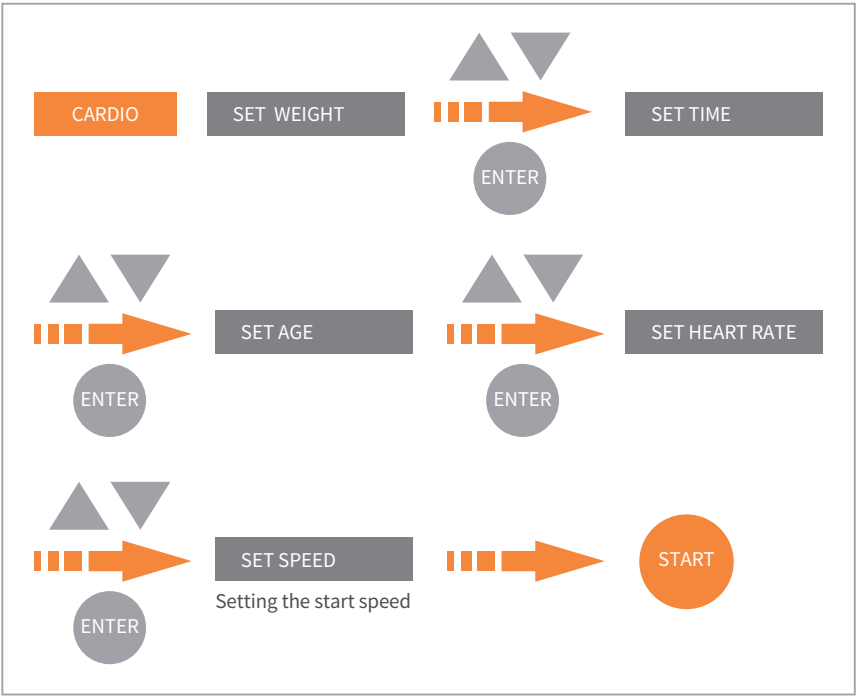 CARDIO
SET WEIGHT
ENTER
SET TIME
ENTER
SET AGE
ENTER
SET HEART RATE
ENTER
SET SPEED
Setting the start speed
START